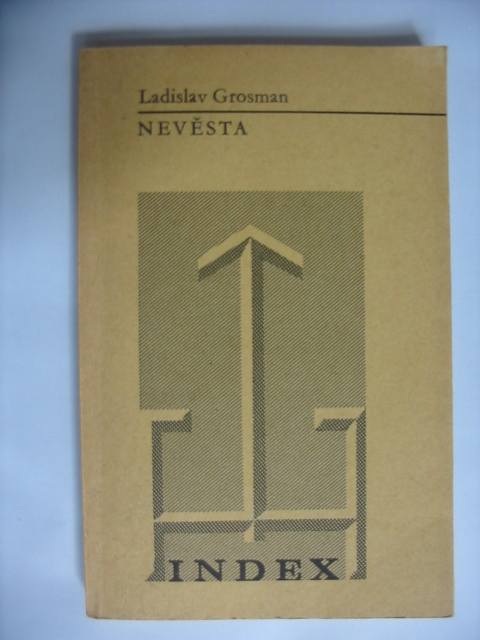 Ladislav Grosman
NEVĚSTA
INDEX